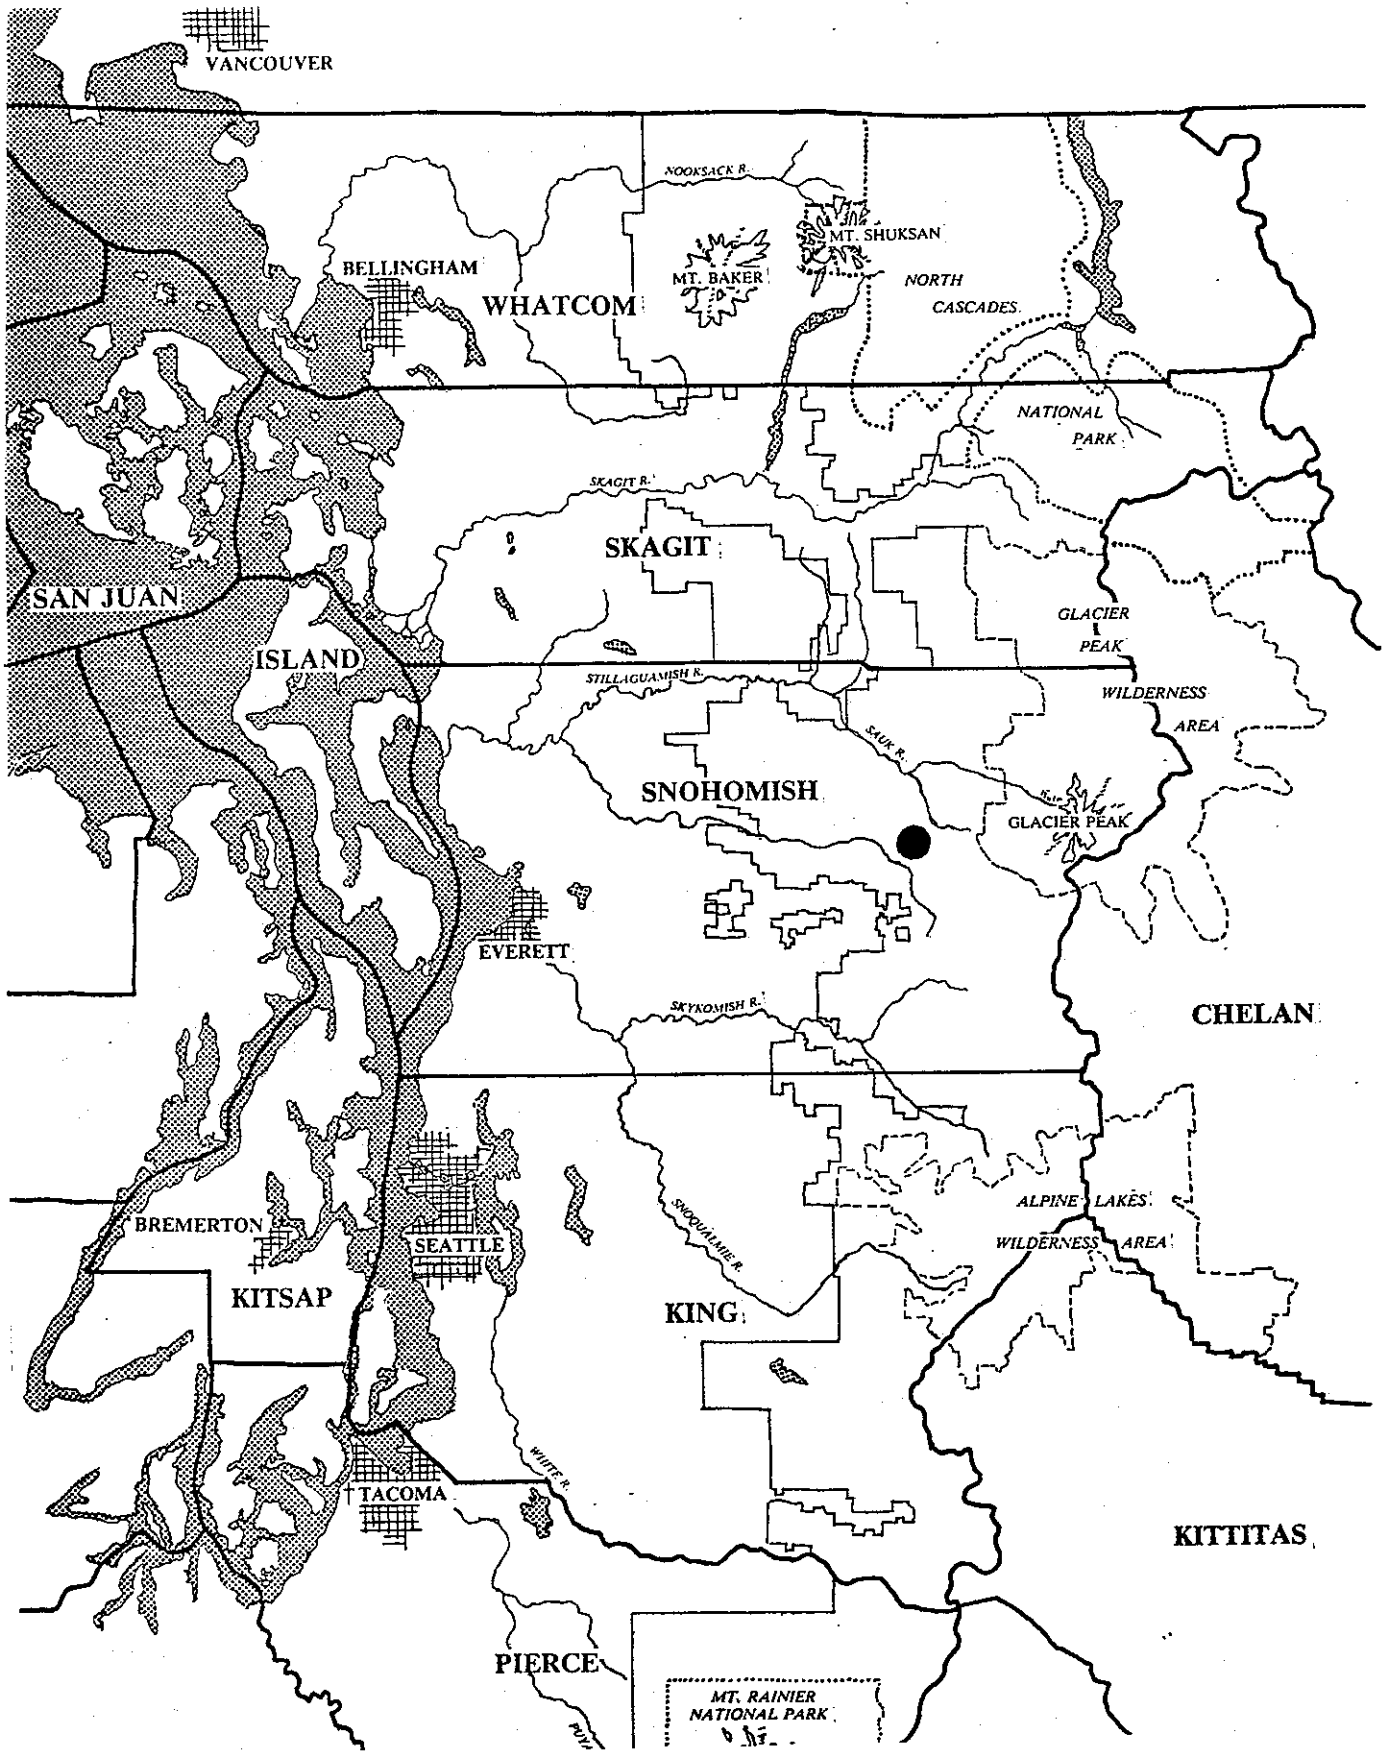 VANCOUVER
NOOKSACK R.
MT. SHUKSAN
BELLINGHAM
MT. BAKER
NORTH
CASCADES
WHATCOM
NATIONAL
PARK
SKAGIT R.
SKAGIT
SAN JUAN
GLACIER
PEAK
ISLAND
STILLAGUAMISH R.
WILDERNESS
AREA
SAUK R.
SNOHOMISH
GLACIER PEAK
EVERETT
SKYKOMISH R.
CHELAN
ALPINE LAKES
SNOQUALMIE R.
BREMERTON
SEATTLE
WILDERNESS AREA
KITSAP
KING
WHITE R.
TACOMA
KITTITAS
PIERCE
MT. RAINIER
NATIONAL PARK